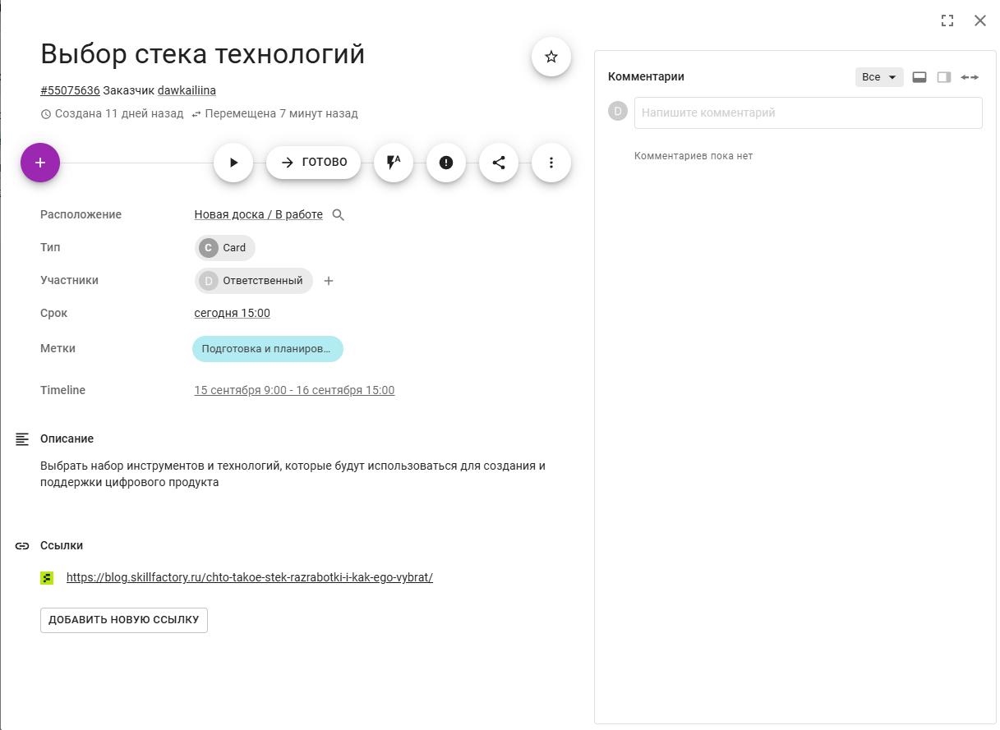 Выбор стека технологий
#55075636 Заказчик dawkailiina
Создана 11 дней назад Перемещена 7 минут назад
ГОТОВО
Расположение Новая доска / В работе
Тип C Card
Участники D Ответственный
Срок сегодня 15:00
Метки Подготовка и планиров...
Timeline 15 сентября 9:00 - 16 сентября 15:00
Описание
Выбрать набор инструментов и технологий, которые будут использоваться для создания и
поддержки цифрового продукта
Ссылки
https://blog.skillfactory.ru/chto-takoe-stek-razrabotki-i-kak-ego-vybrat/
ДОБАВИТЬ НОВУЮ ССЫЛКУ
Комментарии Все
D Напишите комментарий
Комментариев пока нет